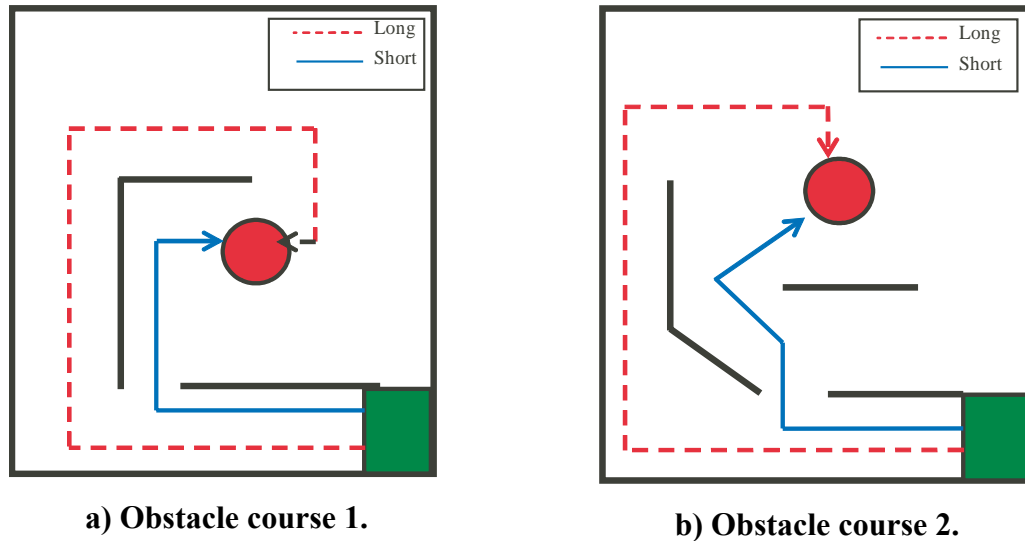 Long
Short
Long
Short
a) Obstacle course 1.
b) Obstacle course 2.